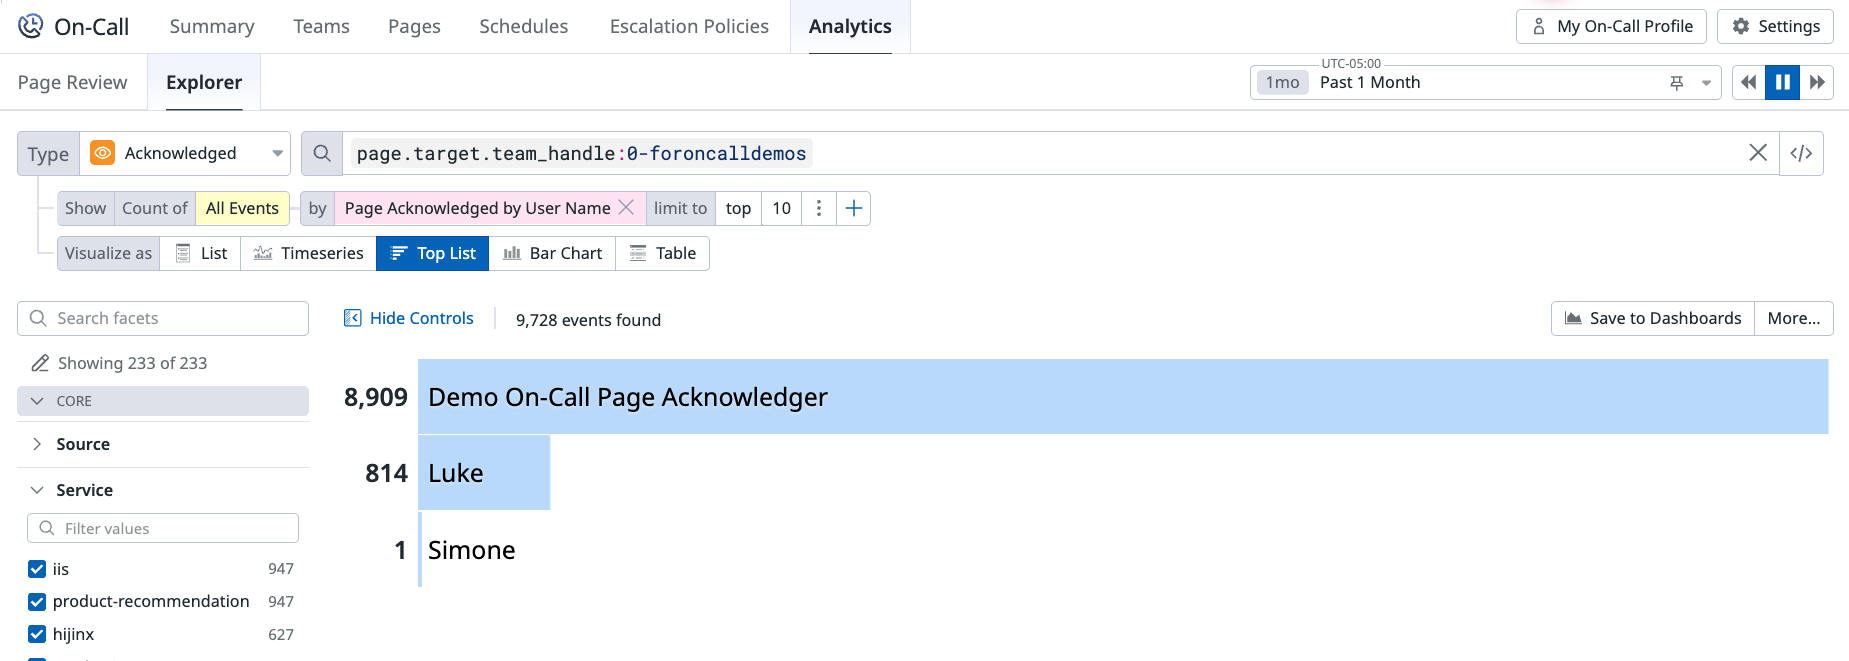 On-Call Summary Teams Pages Schedules Escalation Policies Analytics My On-Call Profile Settings
Page Review Explorer UTC-05:00 1mo Past 1 Month
Type Acknowledged page.target.team_handle:0-foroncalldemos </>
Show Count of All Events by Page Acknowledged by User Name limit to top 10
Visualize as List Timeseries Top List Bar Chart Table
Search facets Hide Controls 9,728 events found Save to Dashboards More...
Showing 233 of 233
CORE
8,909 Demo On-Call Page Acknowledger
Source
814 Luke
Service
Filter values
1 Simone
iis 947
product-recommendation 947
hijinx 627